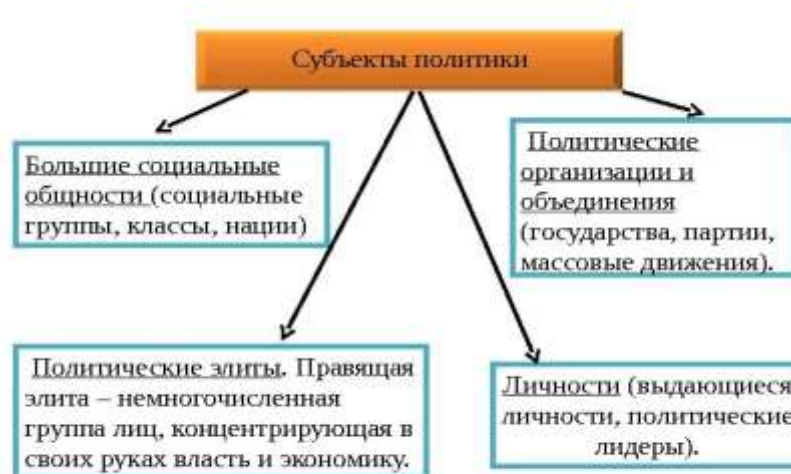 Субъекты политики
Большие социальные
общности (социальные
группы, классы, нации)
Политические
организации и
объединения
(государства, партии,
массовые движения).
Политические элиты. Правящая
элита – немногочисленная
группа лиц, концентрирующая в
своих руках власть и экономику.
Личности (выдающиеся
личности, политические
лидеры).